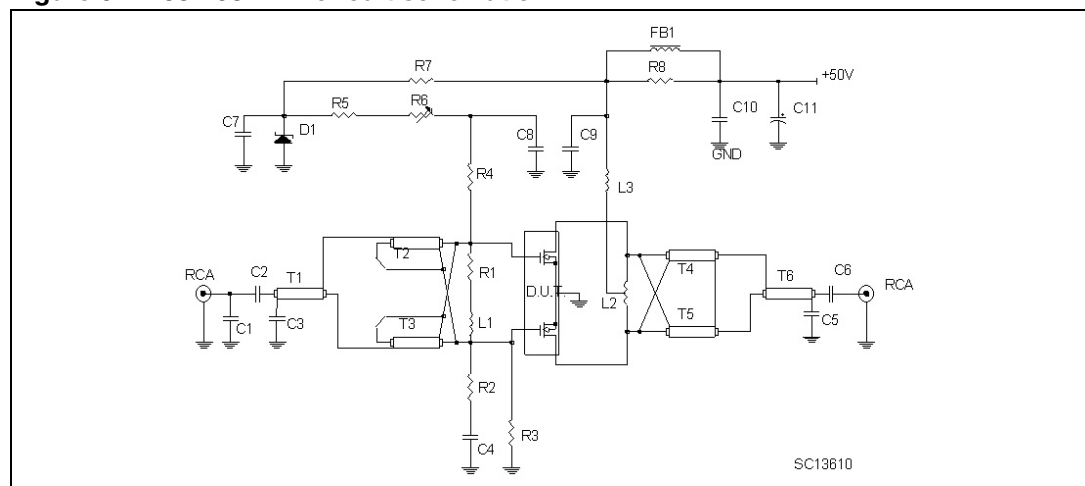 FB1
R7
R8
+50V
R5
R6
C7
D1
C8
C9
C10
C11
GND
R4
L3
T2
RCA
C2
T1
R1
D.U.T.
L2
T4
T6
C6
RCA
C1
C3
T3
L1
T5
C5
R2
R3
C4
SC13610